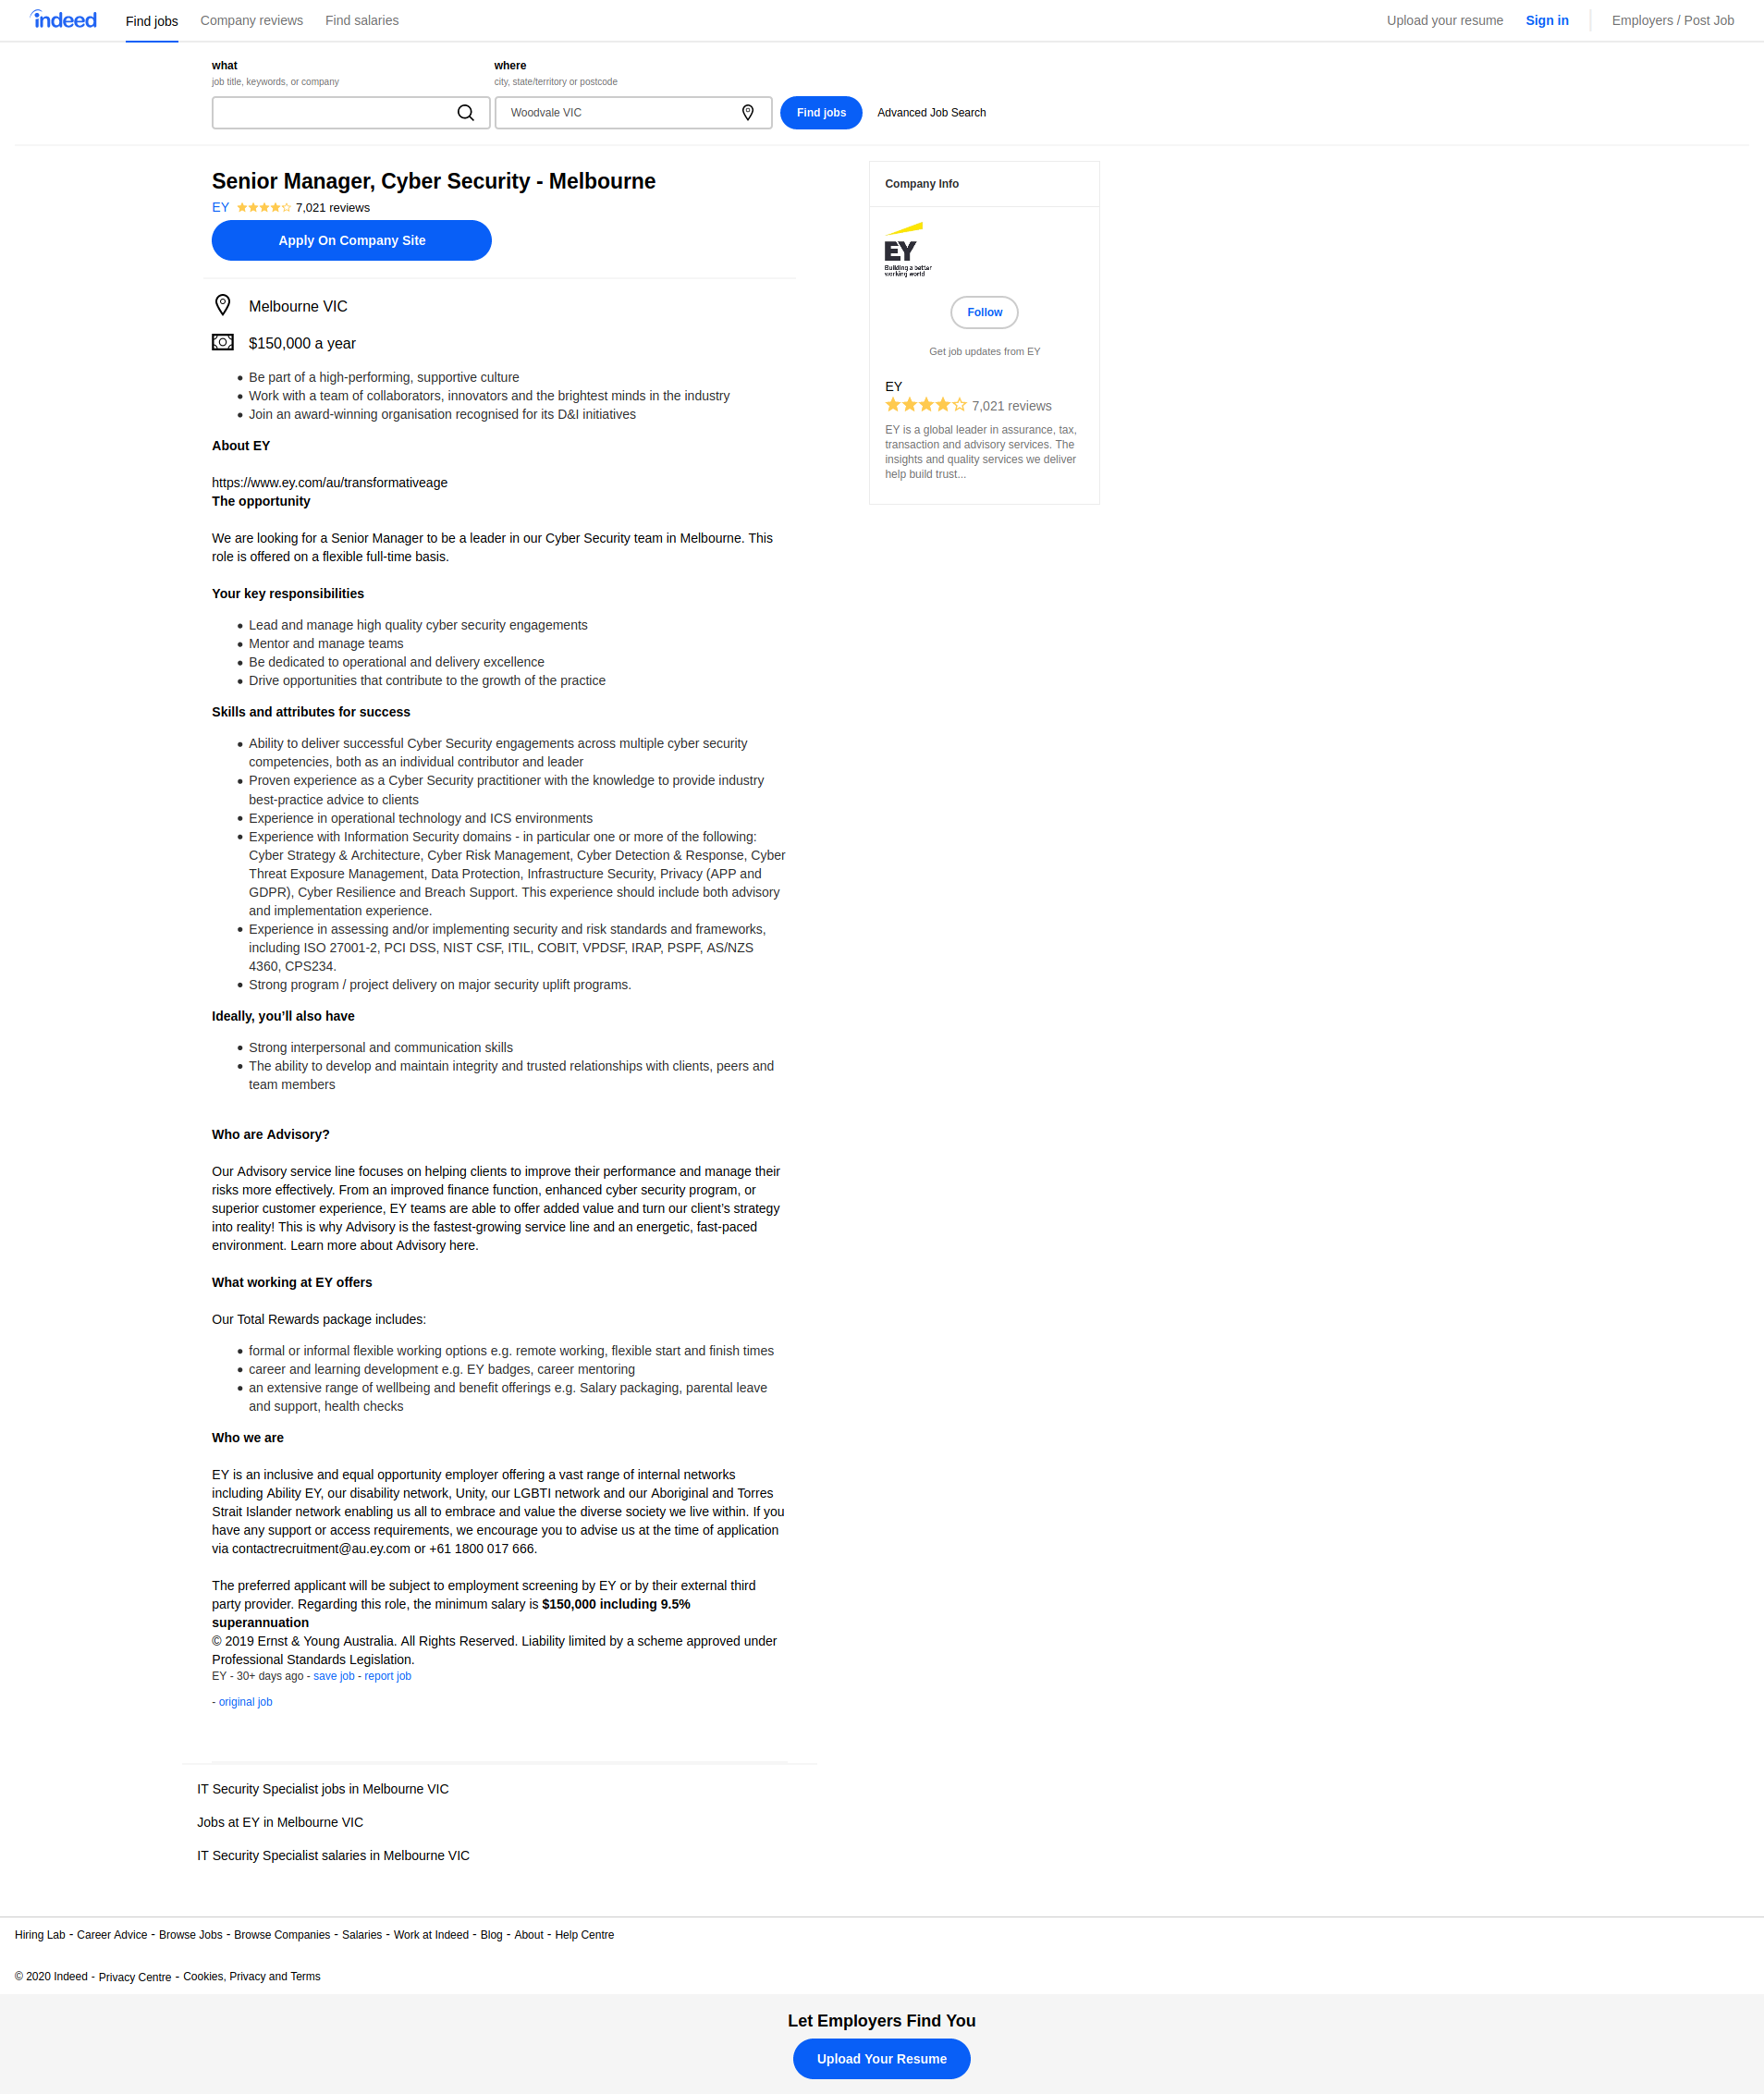 indeed
Find jobs
Company reviews
Find salaries
Upload your resume
Sign in
Employers / Post Job
what
job title, keywords, or company
where
city, state/territory or postcode
Woodvale VIC
Find jobs
Advanced Job Search
Senior Manager, Cyber Security - Melbourne
EY 7,021 reviews
Apply On Company Site
Melbourne VIC
$150,000 a year
Be part of a high-performing, supportive culture
Work with a team of collaborators, innovators and the brightest minds in the industry
Join an award-winning organisation recognised for its D&I initiatives
About EY
https://www.ey.com/au/transformativeage
The opportunity
We are looking for a Senior Manager to be a leader in our Cyber Security team in Melbourne. This
role is offered on a flexible full-time basis.
Your key responsibilities
Lead and manage high quality cyber security engagements
Mentor and manage teams
Be dedicated to operational and delivery excellence
Drive opportunities that contribute to the growth of the practice
Skills and attributes for success
Ability to deliver successful Cyber Security engagements across multiple cyber security
competencies, both as an individual contributor and leader
Proven experience as a Cyber Security practitioner with the knowledge to provide industry
best-practice advice to clients
Experience in operational technology and ICS environments
Experience with Information Security domains - in particular one or more of the following:
Cyber Strategy & Architecture, Cyber Risk Management, Cyber Detection & Response, Cyber
Threat Exposure Management, Data Protection, Infrastructure Security, Privacy (APP and
GDPR), Cyber Resilience and Breach Support. This experience should include both advisory
and implementation experience.
Experience in assessing and/or implementing security and risk standards and frameworks,
including ISO 27001-2, PCI DSS, NIST CSF, ITIL, COBIT, VPDSF, IRAP, PSPF, AS/NZS
4360, CPS234.
Strong program / project delivery on major security uplift programs.
Ideally, you’ll also have
Strong interpersonal and communication skills
The ability to develop and maintain integrity and trusted relationships with clients, peers and
team members
Who are Advisory?
Our Advisory service line focuses on helping clients to improve their performance and manage their
risks more effectively. From an improved finance function, enhanced cyber security program, or
superior customer experience, EY teams are able to offer added value and turn our client’s strategy
into reality! This is why Advisory is the fastest-growing service line and an energetic, fast-paced
environment. Learn more about Advisory here.
What working at EY offers
Our Total Rewards package includes:
formal or informal flexible working options e.g. remote working, flexible start and finish times
career and learning development e.g. EY badges, career mentoring
an extensive range of wellbeing and benefit offerings e.g. Salary packaging, parental leave
and support, health checks
Who we are
EY is an inclusive and equal opportunity employer offering a vast range of internal networks
including Ability EY, our disability network, Unity, our LGBTI network and our Aboriginal and Torres
Strait Islander network enabling us all to embrace and value the diverse society we live within. If you
have any support or access requirements, we encourage you to advise us at the time of application
via contactrecruitment@au.ey.com or +61 1800 017 666.
The preferred applicant will be subject to employment screening by EY or by their external third
party provider. Regarding this role, the minimum salary is $150,000 including 9.5%
superannuation
© 2019 Ernst & Young Australia. All Rights Reserved. Liability limited by a scheme approved under
Professional Standards Legislation.
EY - 30+ days ago - save job - report job
- original job
Company Info
EY
Building a better
working world
Follow
Get job updates from EY
EY
7,021 reviews
EY is a global leader in assurance, tax,
transaction and advisory services. The
insights and quality services we deliver
help build trust...
IT Security Specialist jobs in Melbourne VIC
Jobs at EY in Melbourne VIC
IT Security Specialist salaries in Melbourne VIC
Hiring Lab - Career Advice - Browse Jobs - Browse Companies - Salaries - Work at Indeed - Blog - About - Help Centre
© 2020 Indeed - Privacy Centre - Cookies, Privacy and Terms
Let Employers Find You
Upload Your Resume